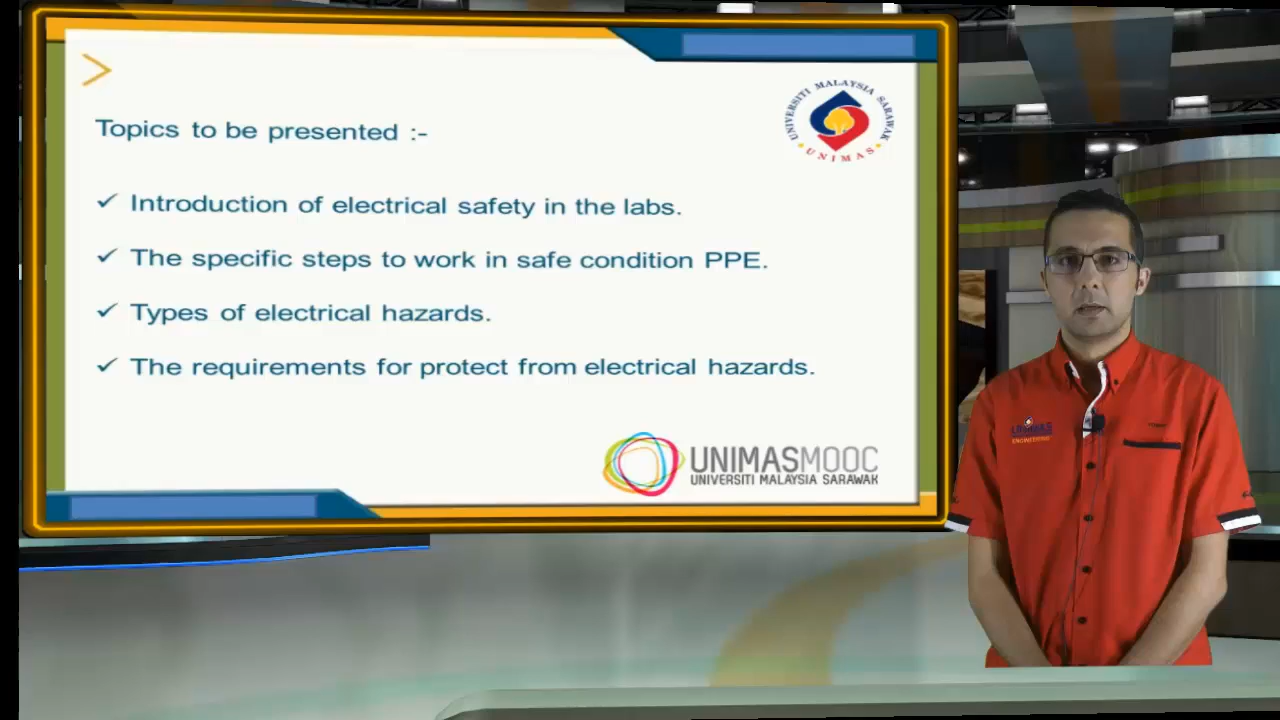 UNIVERSITI MALAYSIA SARAWAK
UNIMAS
Topics to be presented :-
✓ Introduction of electrical safety in the labs.
✓ The specific steps to work in safe condition PPE.
✓ Types of electrical hazards.
✓ The requirements for protect from electrical hazards.
UNIMASMOOC
UNIVERSITI MALAYSIA SARAWAK
UNIMAS
ENGINEERING